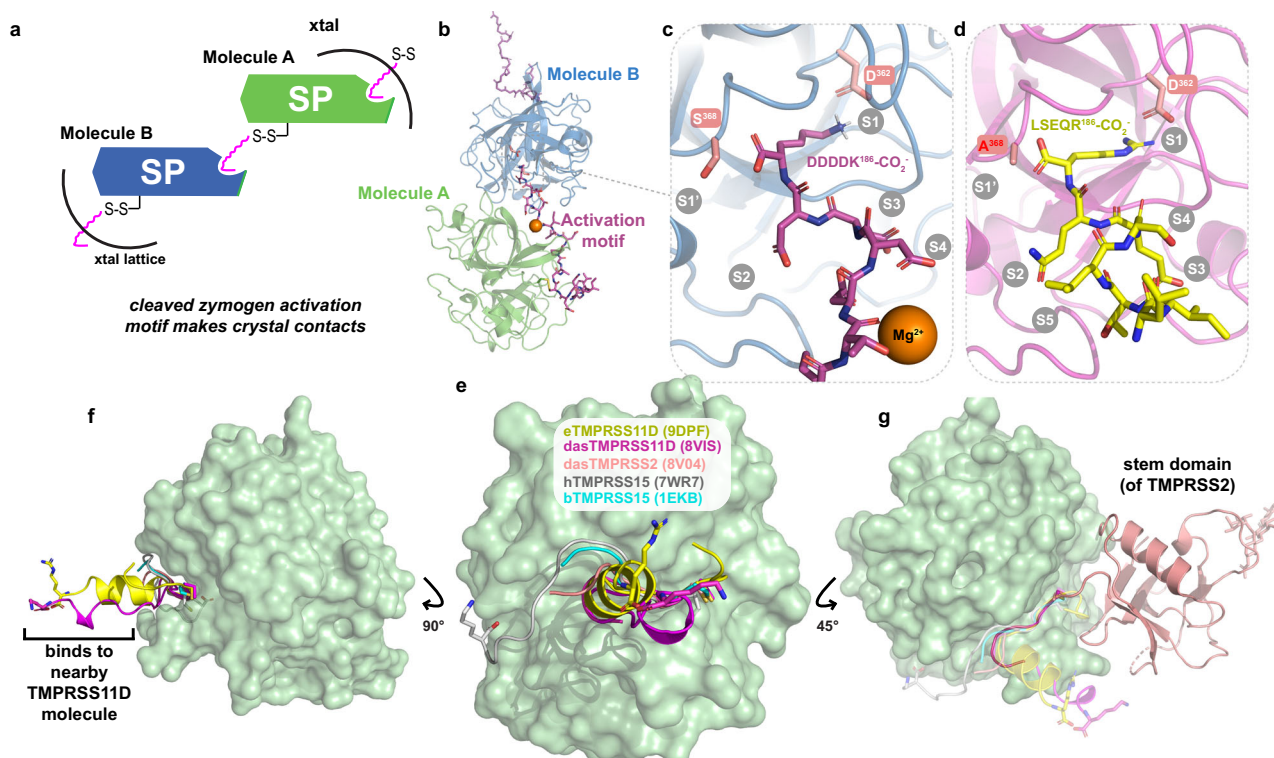 a
xtal
Molecule A
S-S
SP
Molecule B
S-S
SP
S-S
xtal lattice
cleaved zymogen activation
motif makes crystal contacts
b
Molecule B
Molecule A
Activation
motif
c
D³⁶²
S³⁶⁸
S1
DDDDK¹⁸⁶-CO₂⁻
S1’
S3
S4
S2
Mg²⁺
d
D³⁶²
LSEQR¹⁸⁶-CO₂⁻
S1
A³⁶⁸
S1’
S4
S2
S3
S5
f
binds to
nearby
TMPRSS11D
molecule
90°
e
eTMPRSS11D (9DPF)
dasTMPRSS11D (8VIS)
dasTMPRSS2 (8V04)
hTMPRSS15 (7WR7)
bTMPRSS15 (1EKB)
45°
g
stem domain
(of TMPRSS2)